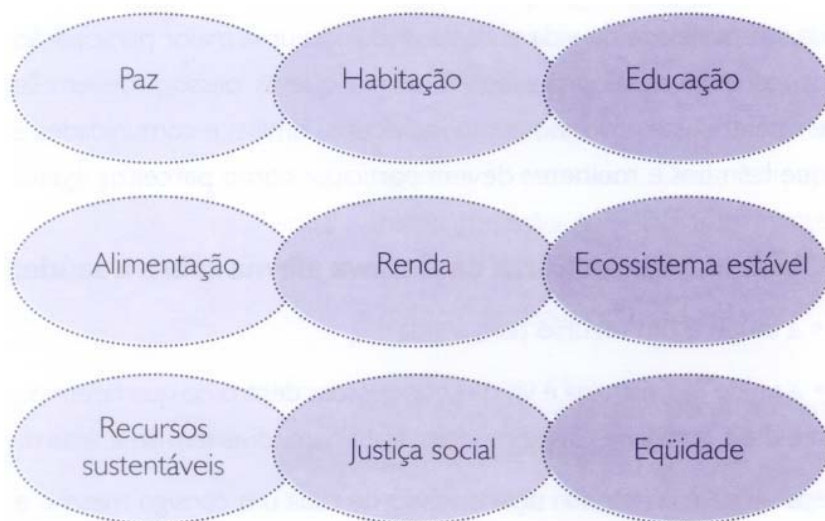 Paz
Habitação
Educação
Alimentação
Renda
Ecossistema estável
Recursos
sustentáveis
Justiça social
Eqüidade